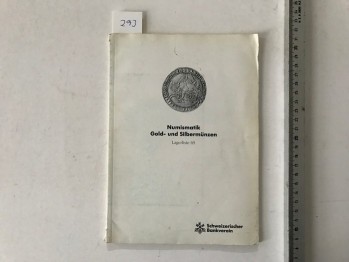 293
Numismatik
Gold- und Silbermünzen
Schweizerischer
Bankverein